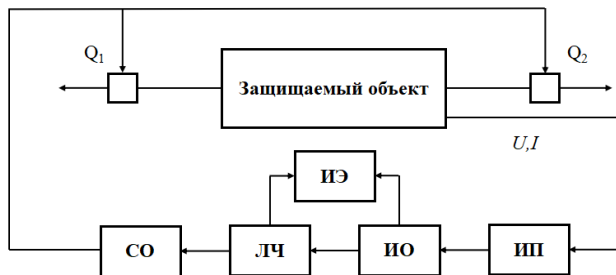 Q1
Q2
Защищаемый объект
U,I
ИЭ
СО
ЛЧ
ИО
ИП